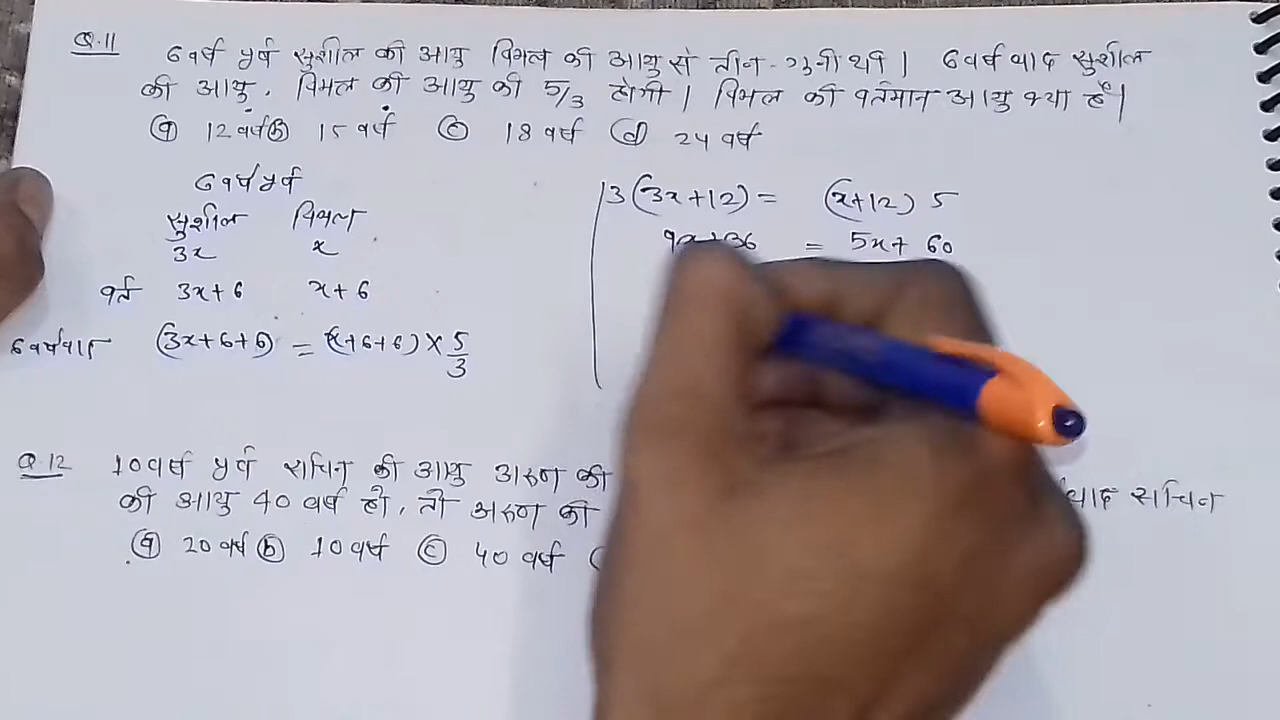 Q.11 6 वर्ष पूर्व सुशील की आयु विमल की आयु से तीन-गुनी थी। 6 वर्ष बाद सुशील
की आयु, विमल की आयु की 5/3 होगी। विमल की वर्तमान आयु क्या है।
(a) 12 वर्ष (b) 15 वर्ष (c) 18 वर्ष (d) 24 वर्ष
6 वर्ष पूर्व
सुशील विमल
3x x
वर्त 3x+6 x+6
6 वर्ष बाद (3x+6+6) = (x+6+6) × 5/3
3(3x+12) = (x+12) 5
9x+36 = 5x+60
Q.12 10 वर्ष पूर्व सचिन की आयु अरुण की
बाद सचिन
की आयु 40 वर्ष हो, तो अरुण की
(a) 20 वर्ष (b) 10 वर्ष (c) 40 वर्ष